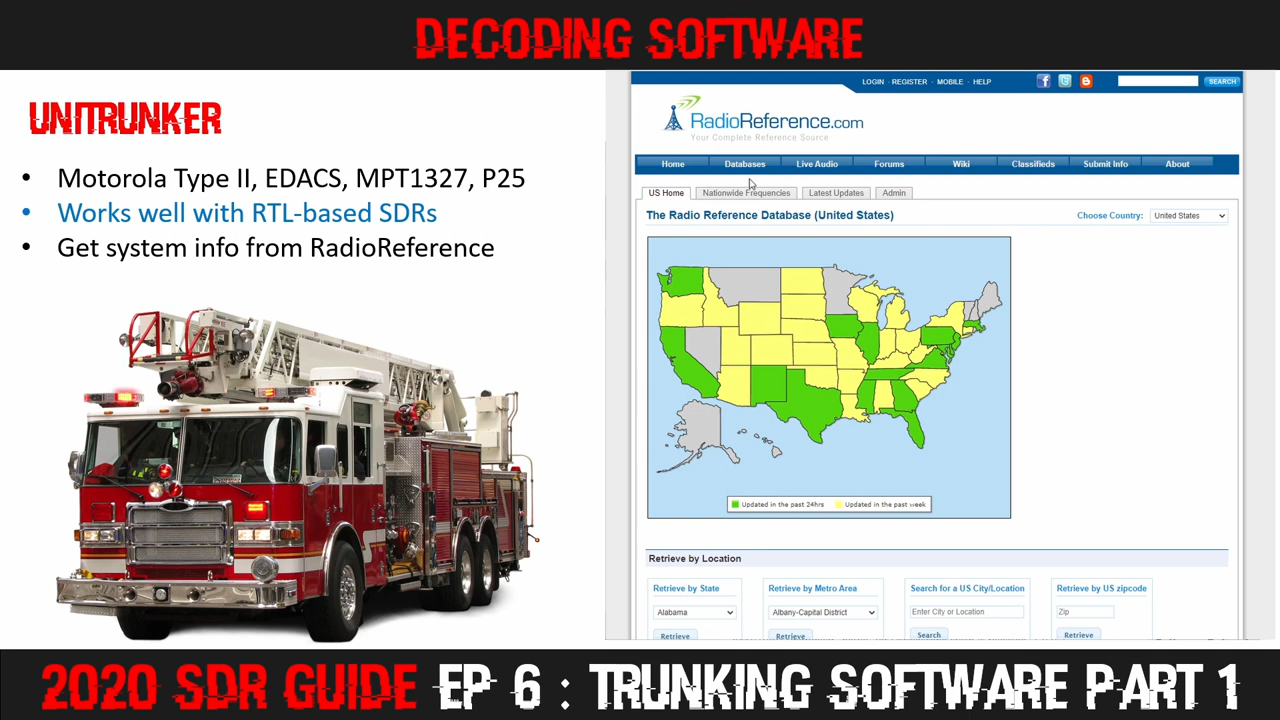 DECODING SOFTWARE
UNITRUNKER
• Motorola Type II, EDACS, MPT1327, P25
• Works well with RTL-based SDRs
• Get system info from RadioReference
LOGIN - REGISTER - MOBILE - HELP
SEARCH
RadioReference.com
Your Complete Reference Source
Home Databases Live Audio Forums Wiki Classifieds Submit Info About
US Home Nationwide Frequencies Latest Updates Admin
The Radio Reference Database (United States)
Choose Country: United States
Updated in the past 24hrs Updated in the past week
Retrieve by Location
Retrieve by State Retrieve by Metro Area Search for a US City/Location Retrieve by US zipcode
Alabama Albany-Capital District Enter City or Location Zip
Retrieve Retrieve Search Retrieve
2020 SDR GUIDE EP 6 : TRUNKING SOFTWARE PART 1